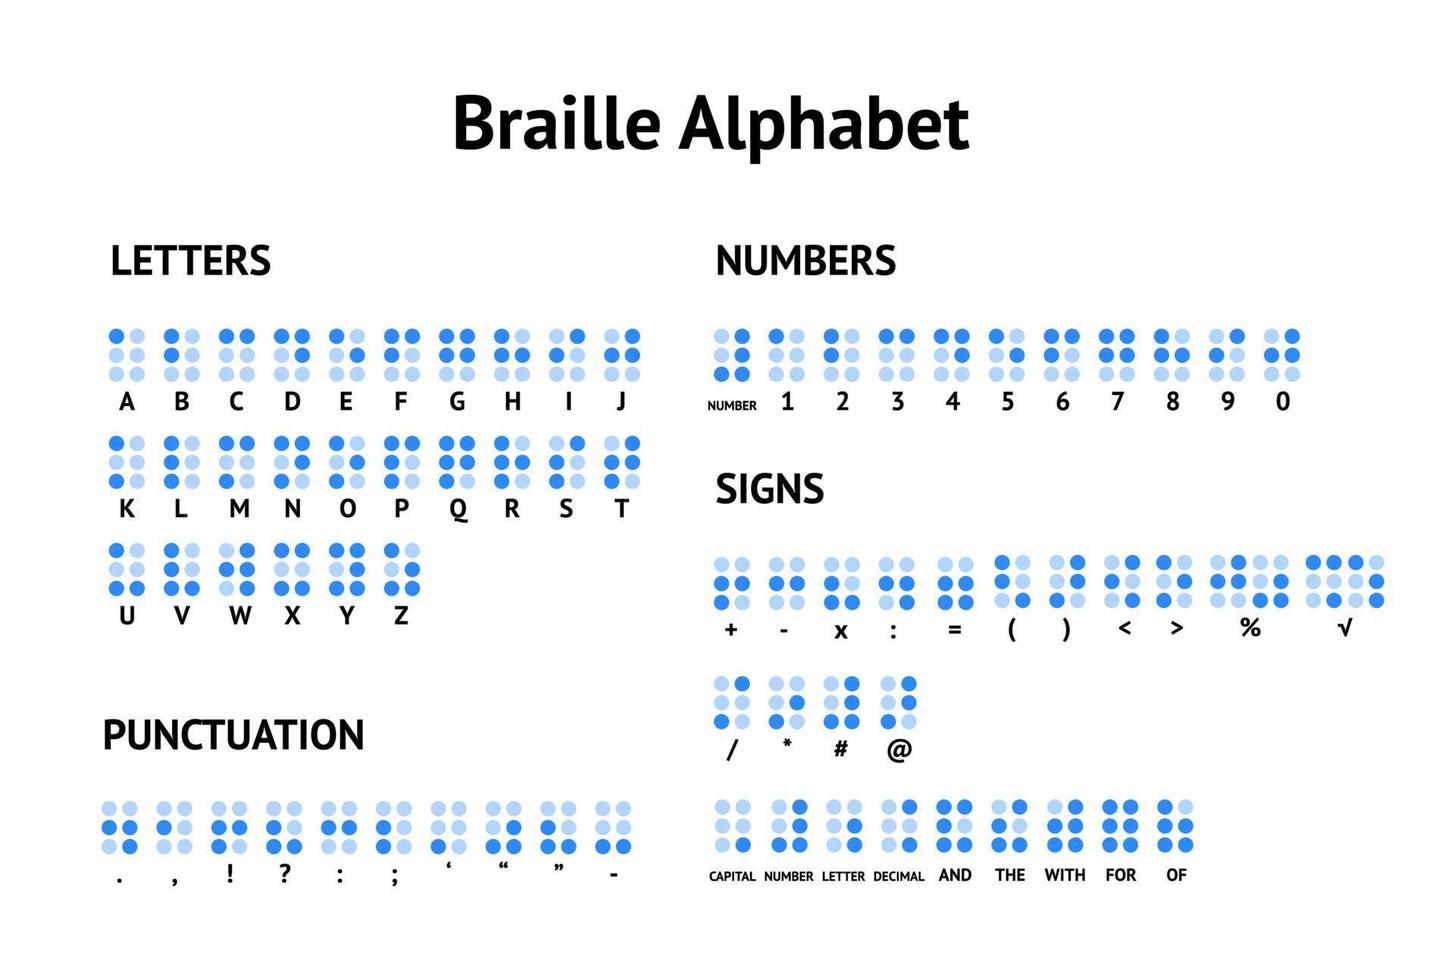 Braille Alphabet
LETTERS
A B C D E F G H I J
K L M N O P Q R S T
U V W X Y Z
PUNCTUATION
. , ! ? : ; ‘ “ ” -
NUMBERS
NUMBER 1 2 3 4 5 6 7 8 9 0
SIGNS
+ - x : = ( ) < > % √
/ * # @
CAPITAL NUMBER LETTER DECIMAL AND THE WITH FOR OF